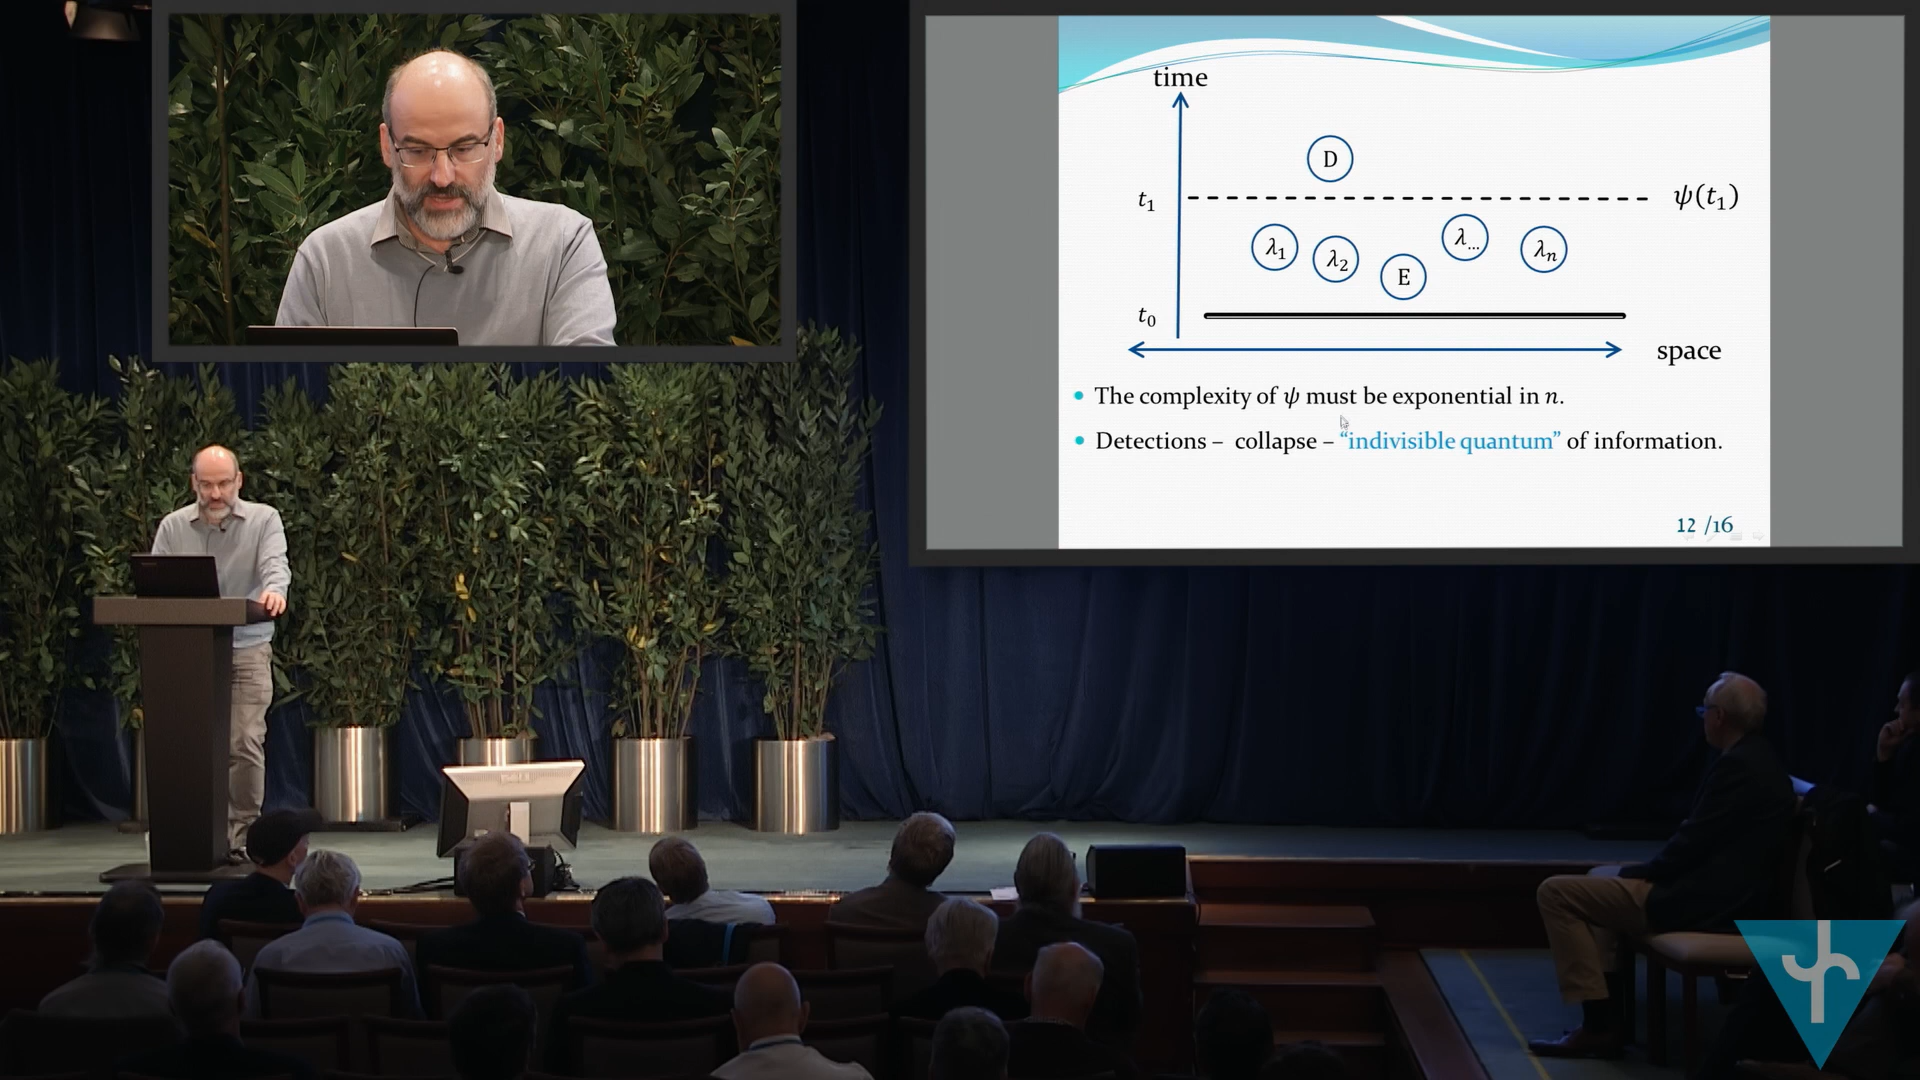 time
D
t₁
ψ(t₁)
λ₁
λ₂
E
λ...
λₙ
t₀
space
• The complexity of ψ must be exponential in n.
• Detections – collapse – “indivisible quantum” of information.
12 /16